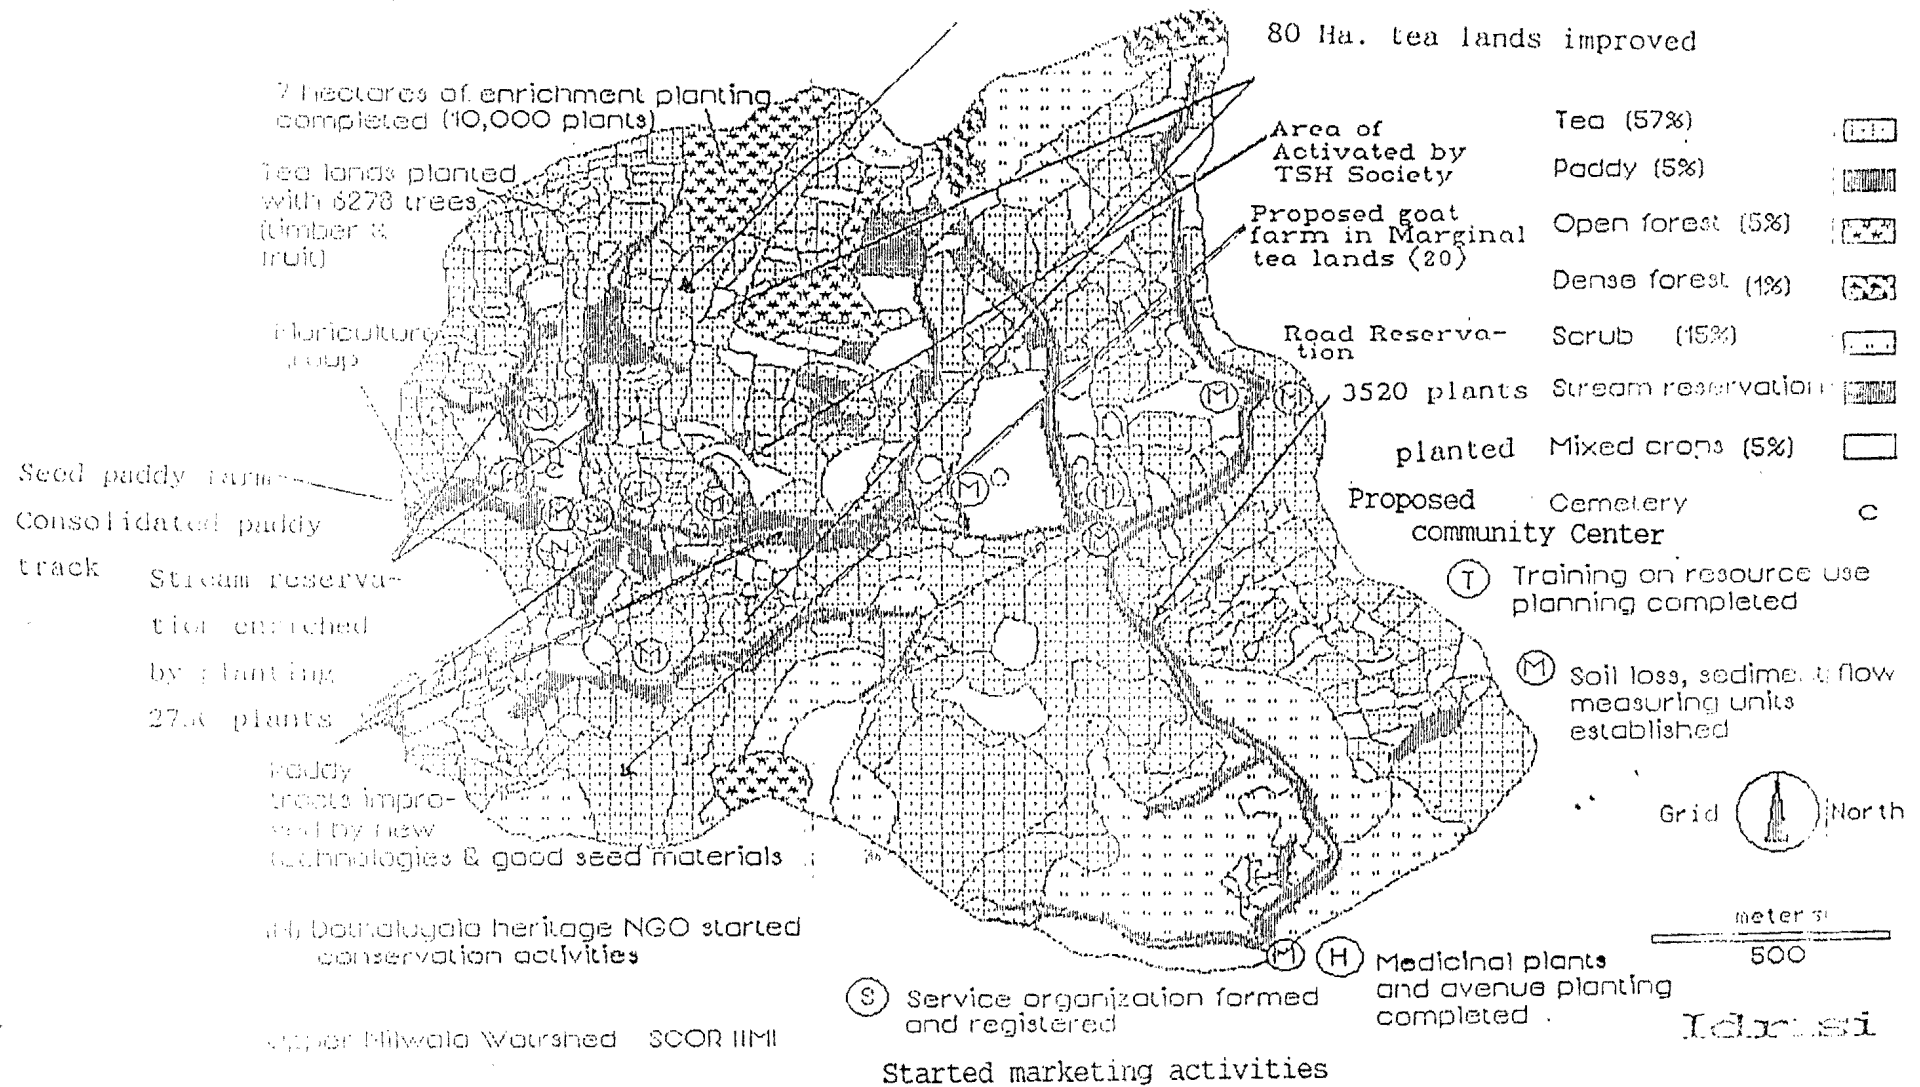 80 Ha. tea lands improved
7 hectares of enrichment planting
completed (10,000 plants)
Tea lands planted
with 6278 trees
(timber &
fruit)
Floriculture
group
Seed paddy farm
Consolidated paddy
track
Stream reserva-
tion enriched
by planting
plants
Paddy
tracts impro-
ved by new
technologies & good seed materials
(H) Dothalugala heritage NGO started
conservation activities
Upper Nilwala Watrshed SCOR IIMI
Area of
Activated by
TSH Society
Proposed goat
farm in Marginal
tea lands (20)
Road Reserva-
tion
3520 plants
planted
Proposed
community Center
Tea (57%)
Paddy (5%)
Open forest (5%)
Dense forest (1%)
Scrub (15%)
Stream reservation
Mixed crops (5%)
Cemetery C
T Training on resource use
planning completed
M Soil loss, sediment flow
measuring units
established
Grid North
meters
500
M H Medicinal plants
and avenue planting
completed .
S Service organization formed
and registered
Started marketing activities
Idrisi